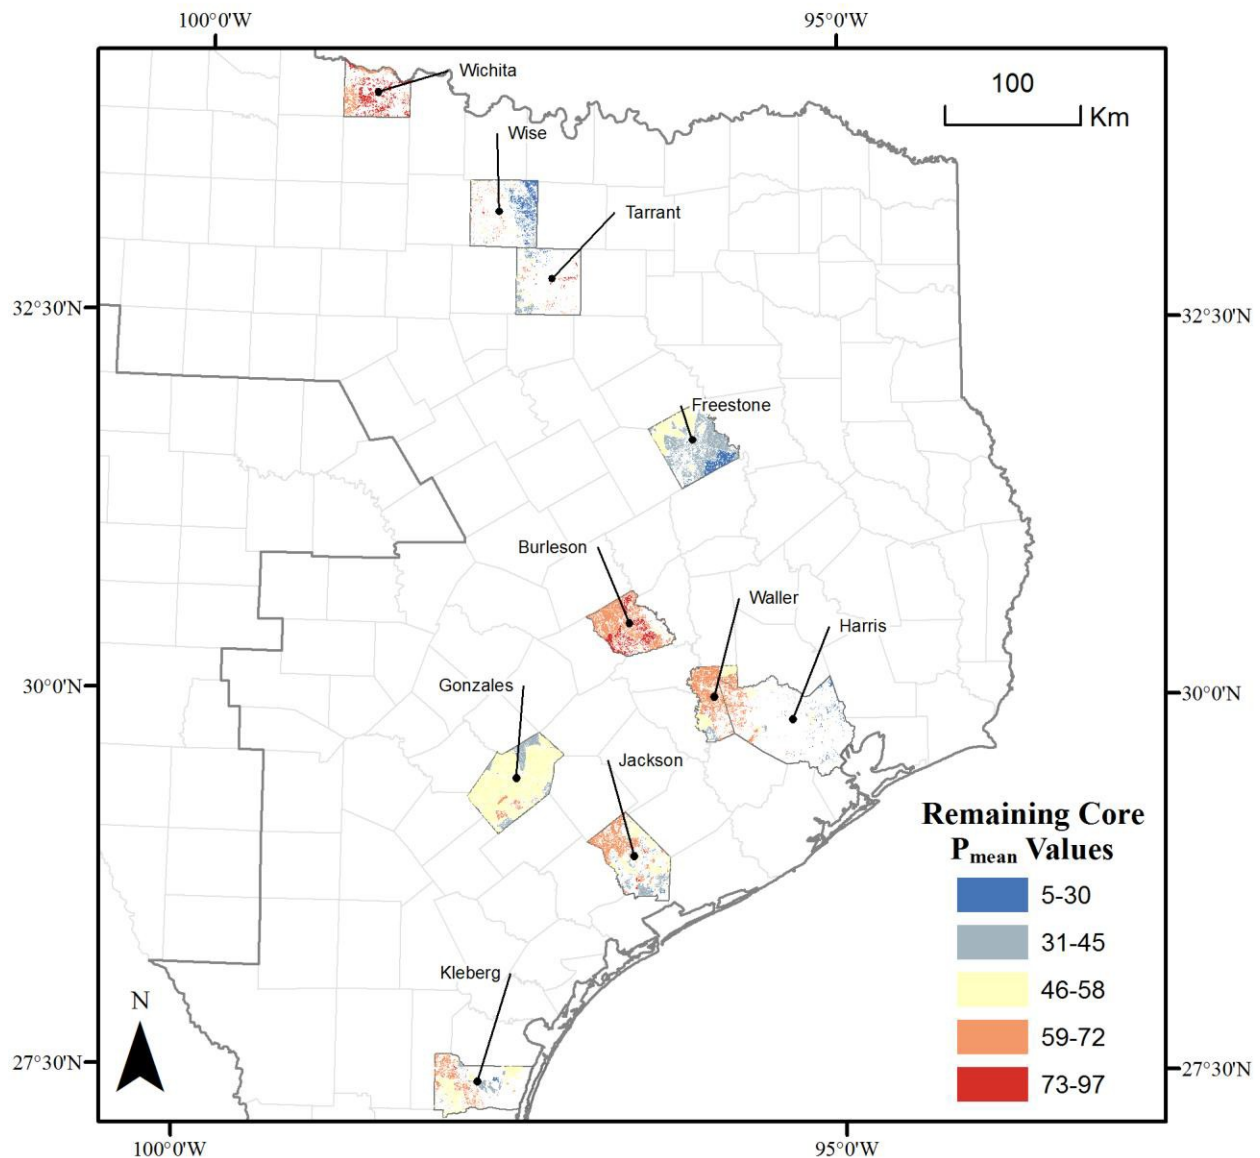 100°0'W 95°0'W
Wichita
100
Km
Wise
Tarrant
32°30'N 32°30'N
Freestone
Burleson
Waller
Harris
30°0'N 30°0'N
Gonzales
Jackson
Remaining Core
Pmean Values
5-30
31-45
46-58
59-72
73-97
Kleberg
N
27°30'N 27°30'N
100°0'W 95°0'W